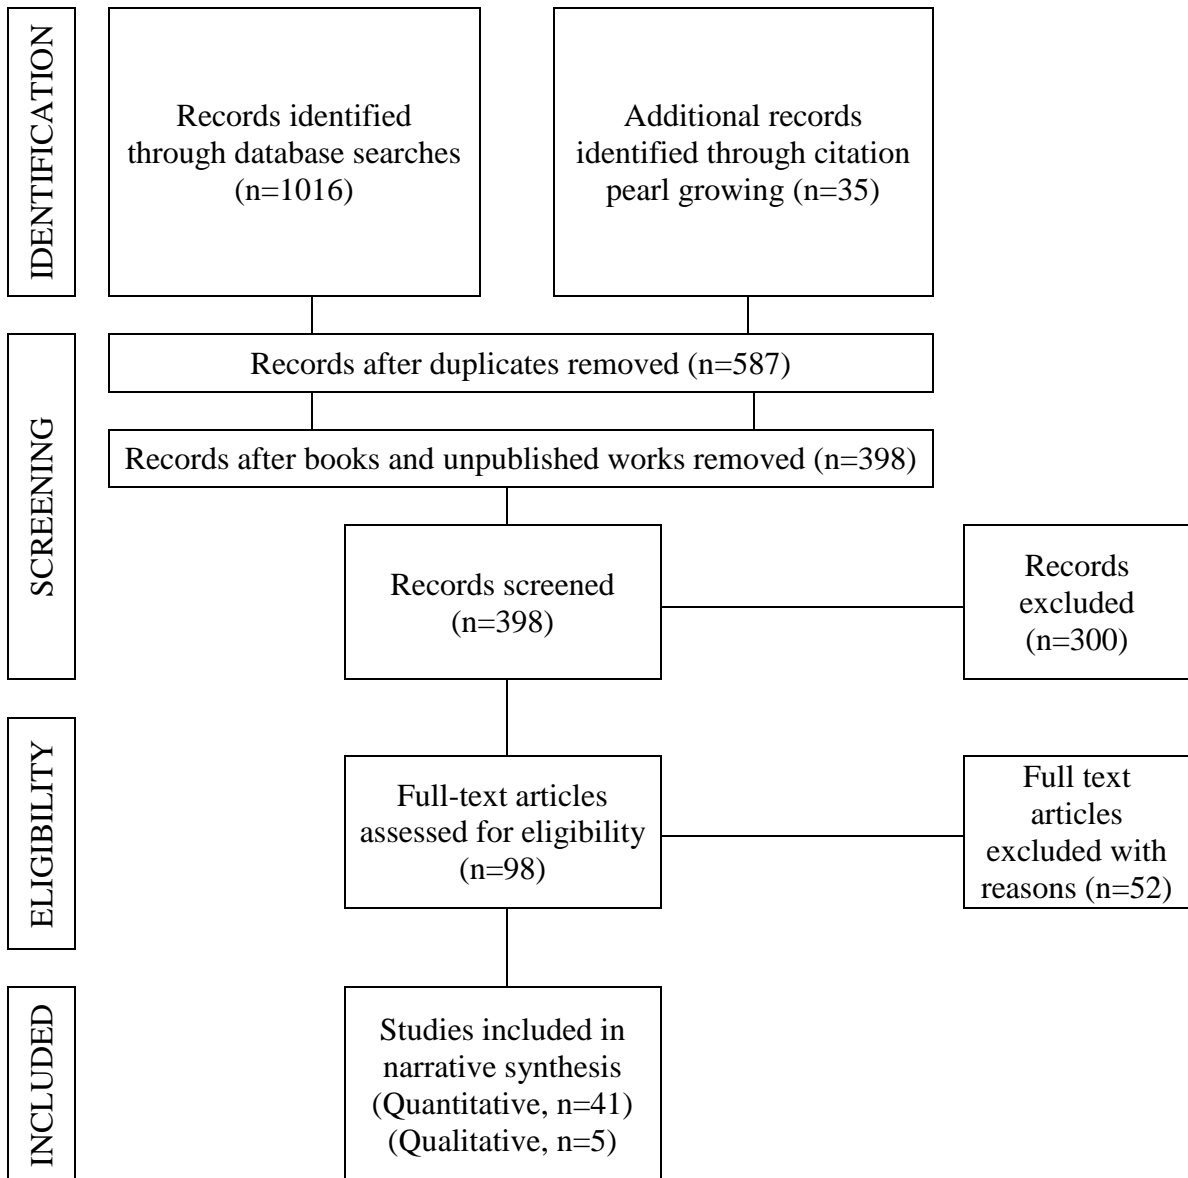 IDENTIFICATION
Records identified
through database searches
(n=1016)
Additional records
identified through citation
pearl growing (n=35)
SCREENING
Records after duplicates removed (n=587)
Records after books and unpublished works removed (n=398)
Records screened
(n=398)
Records
excluded
(n=300)
ELIGIBILITY
Full-text articles
assessed for eligibility
(n=98)
Full text
articles
excluded with
reasons (n=52)
INCLUDED
Studies included in
narrative synthesis
(Quantitative, n=41)
(Qualitative, n=5)